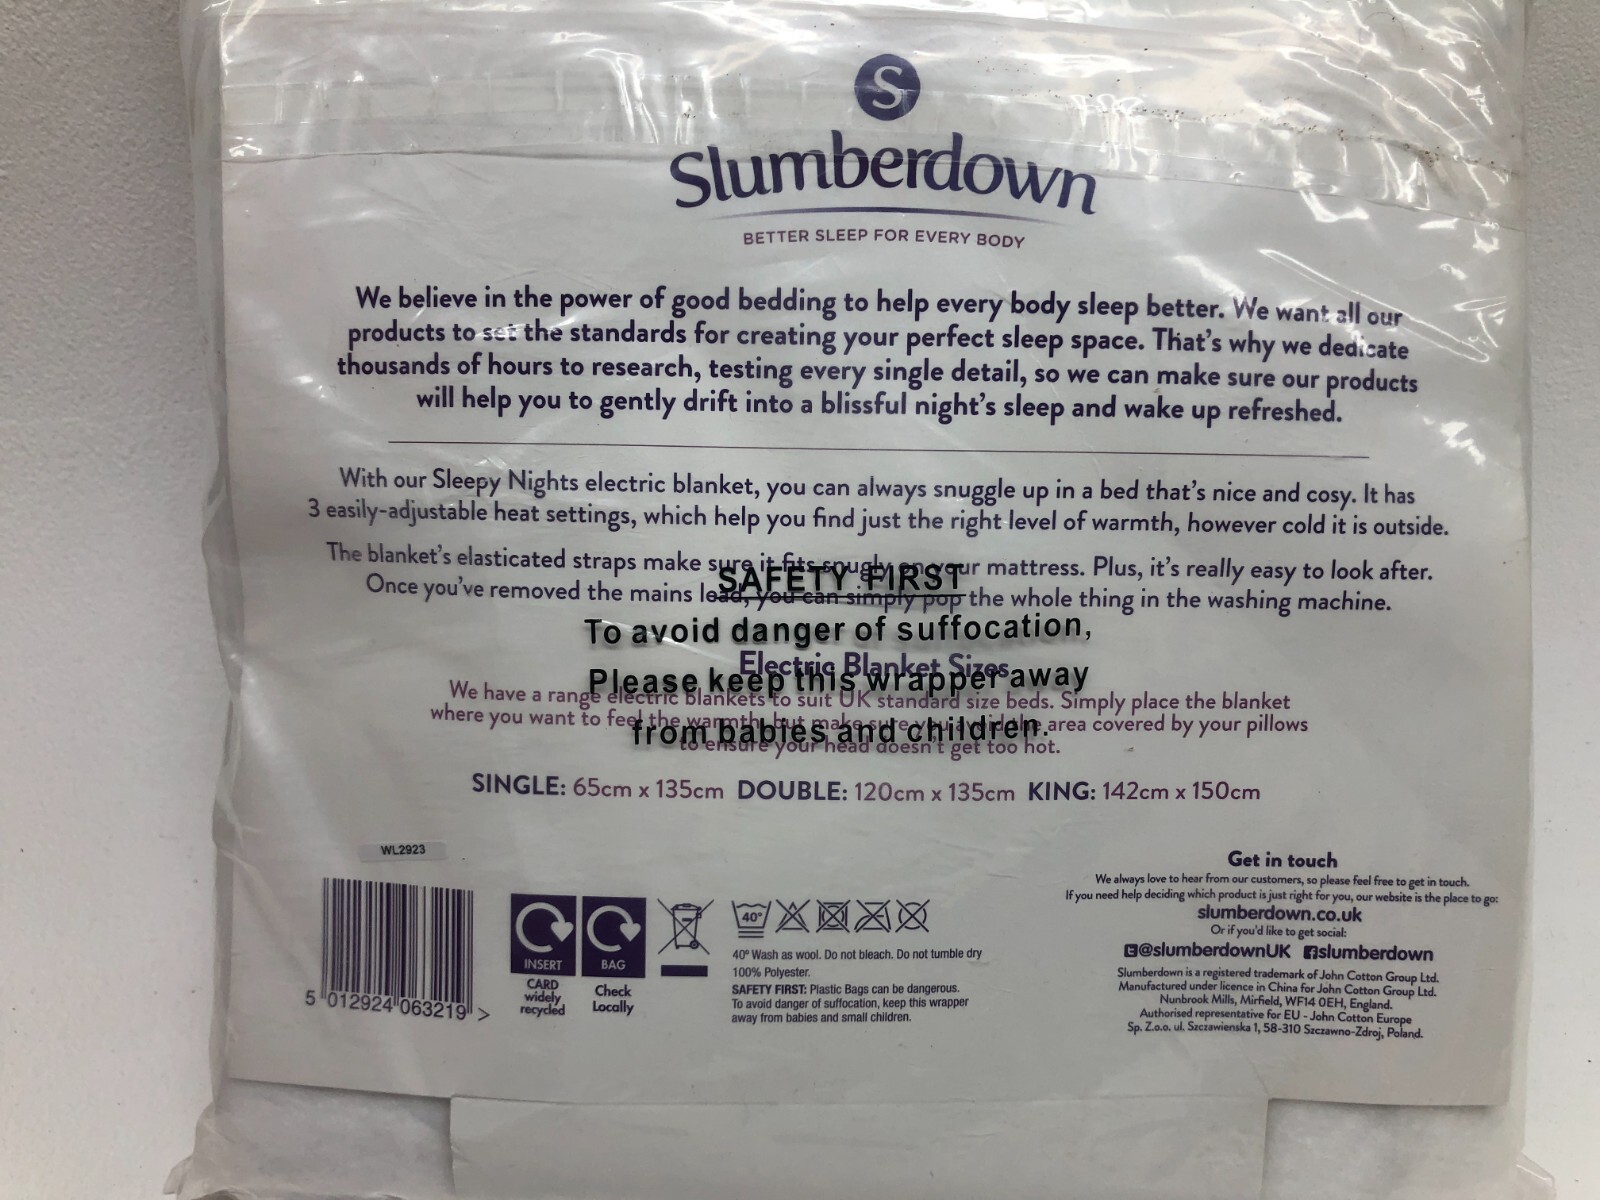 S
Slumberdown
BETTER SLEEP FOR EVERY BODY
We believe in the power of good bedding to help every body sleep better. We want all our
products to set the standards for creating your perfect sleep space. That's why we dedicate
thousands of hours to research, testing every single detail, so we can make sure our products
will help you to gently drift into a blissful night's sleep and wake up refreshed.
With our Sleepy Nights electric blanket, you can always snuggle up in a bed that's nice and cosy. It has
3 easily-adjustable heat settings, which help you find just the right level of warmth, however cold it is outside.
The blanket's elasticated straps make sure it fits snugly on your mattress. Plus, it's really easy to look after.
Once you've removed the mains lead, you can simply pop the whole thing in the washing machine.
SAFETY FIRST
To avoid danger of suffocation,
Please keep this wrapper away
from babies and children.
Electric Blanket Sizes
We have a range electric blankets to suit UK standard size beds. Simply place the blanket
where you want to feel the warmth, but make sure you avoid the area covered by your pillows
to ensure your head doesn't get too hot.
SINGLE: 65cm x 135cm DOUBLE: 120cm x 135cm KING: 142cm x 150cm
WL2923
5 012924 063219 >
INSERT
CARD
widely
recycled
BAG
Check
Locally
40°
40° Wash as wool. Do not bleach. Do not tumble dry
100% Polyester.
SAFETY FIRST: Plastic Bags can be dangerous.
To avoid danger of suffocation, keep this wrapper
away from babies and small children.
Get in touch
We always love to hear from our customers, so please feel free to get in touch.
If you need help deciding which product is just right for you, our website is the place to go:
slumberdown.co.uk
Or if you'd like to get social:
@slumberdownUK slumberdown
Slumberdown is a registered trademark of John Cotton Group Ltd.
Manufactured under licence in China for John Cotton Group Ltd.
Nunbrook Mills, Mirfield, WF14 0EH, England.
Authorised representative for EU - John Cotton Europe
Sp. Z.o.o. ul. Szczawienska 1, 58-310 Szczawno-Zdroj, Poland.